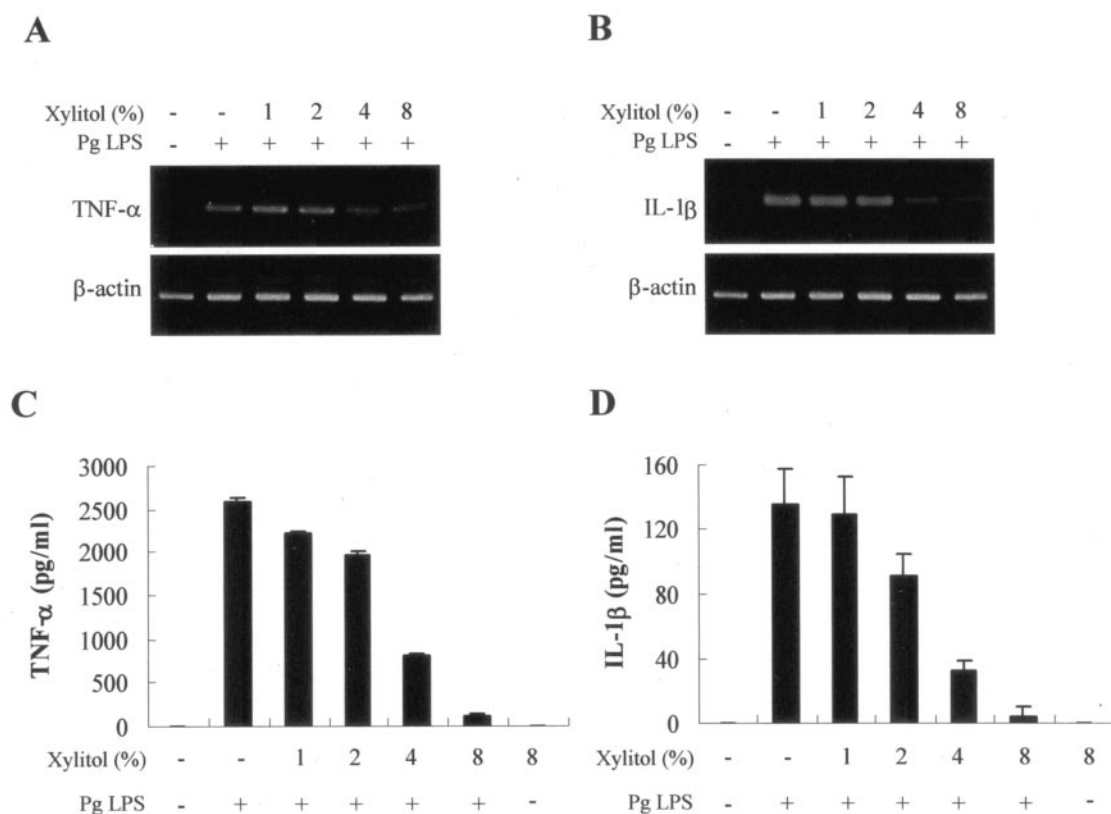 A
Xylitol (%) - - 1 2 4 8
Pg LPS - + + + + +
TNF-α
β-actin
B
Xylitol (%) - - 1 2 4 8
Pg LPS - + + + + +
IL-1β
β-actin
C
TNF-α (pg/ml)
3000
2500
2000
1500
1000
500
0
Xylitol (%) - - 1 2 4 8 8
Pg LPS - + + + + + -
D
IL-1β (pg/ml)
160
120
80
40
0
Xylitol (%) - - 1 2 4 8 8
Pg LPS - + + + + + -